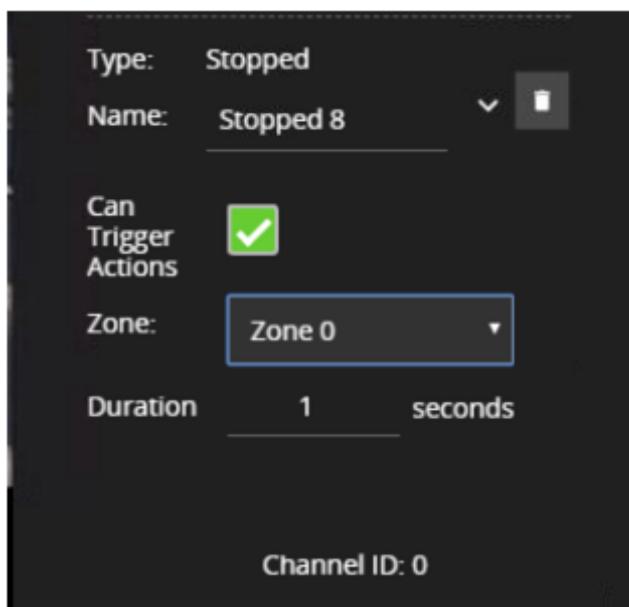 Type: Stopped
Name: Stopped 8
Can
Trigger
Actions
Zone: Zone 0
Duration 1 seconds
Channel ID: 0